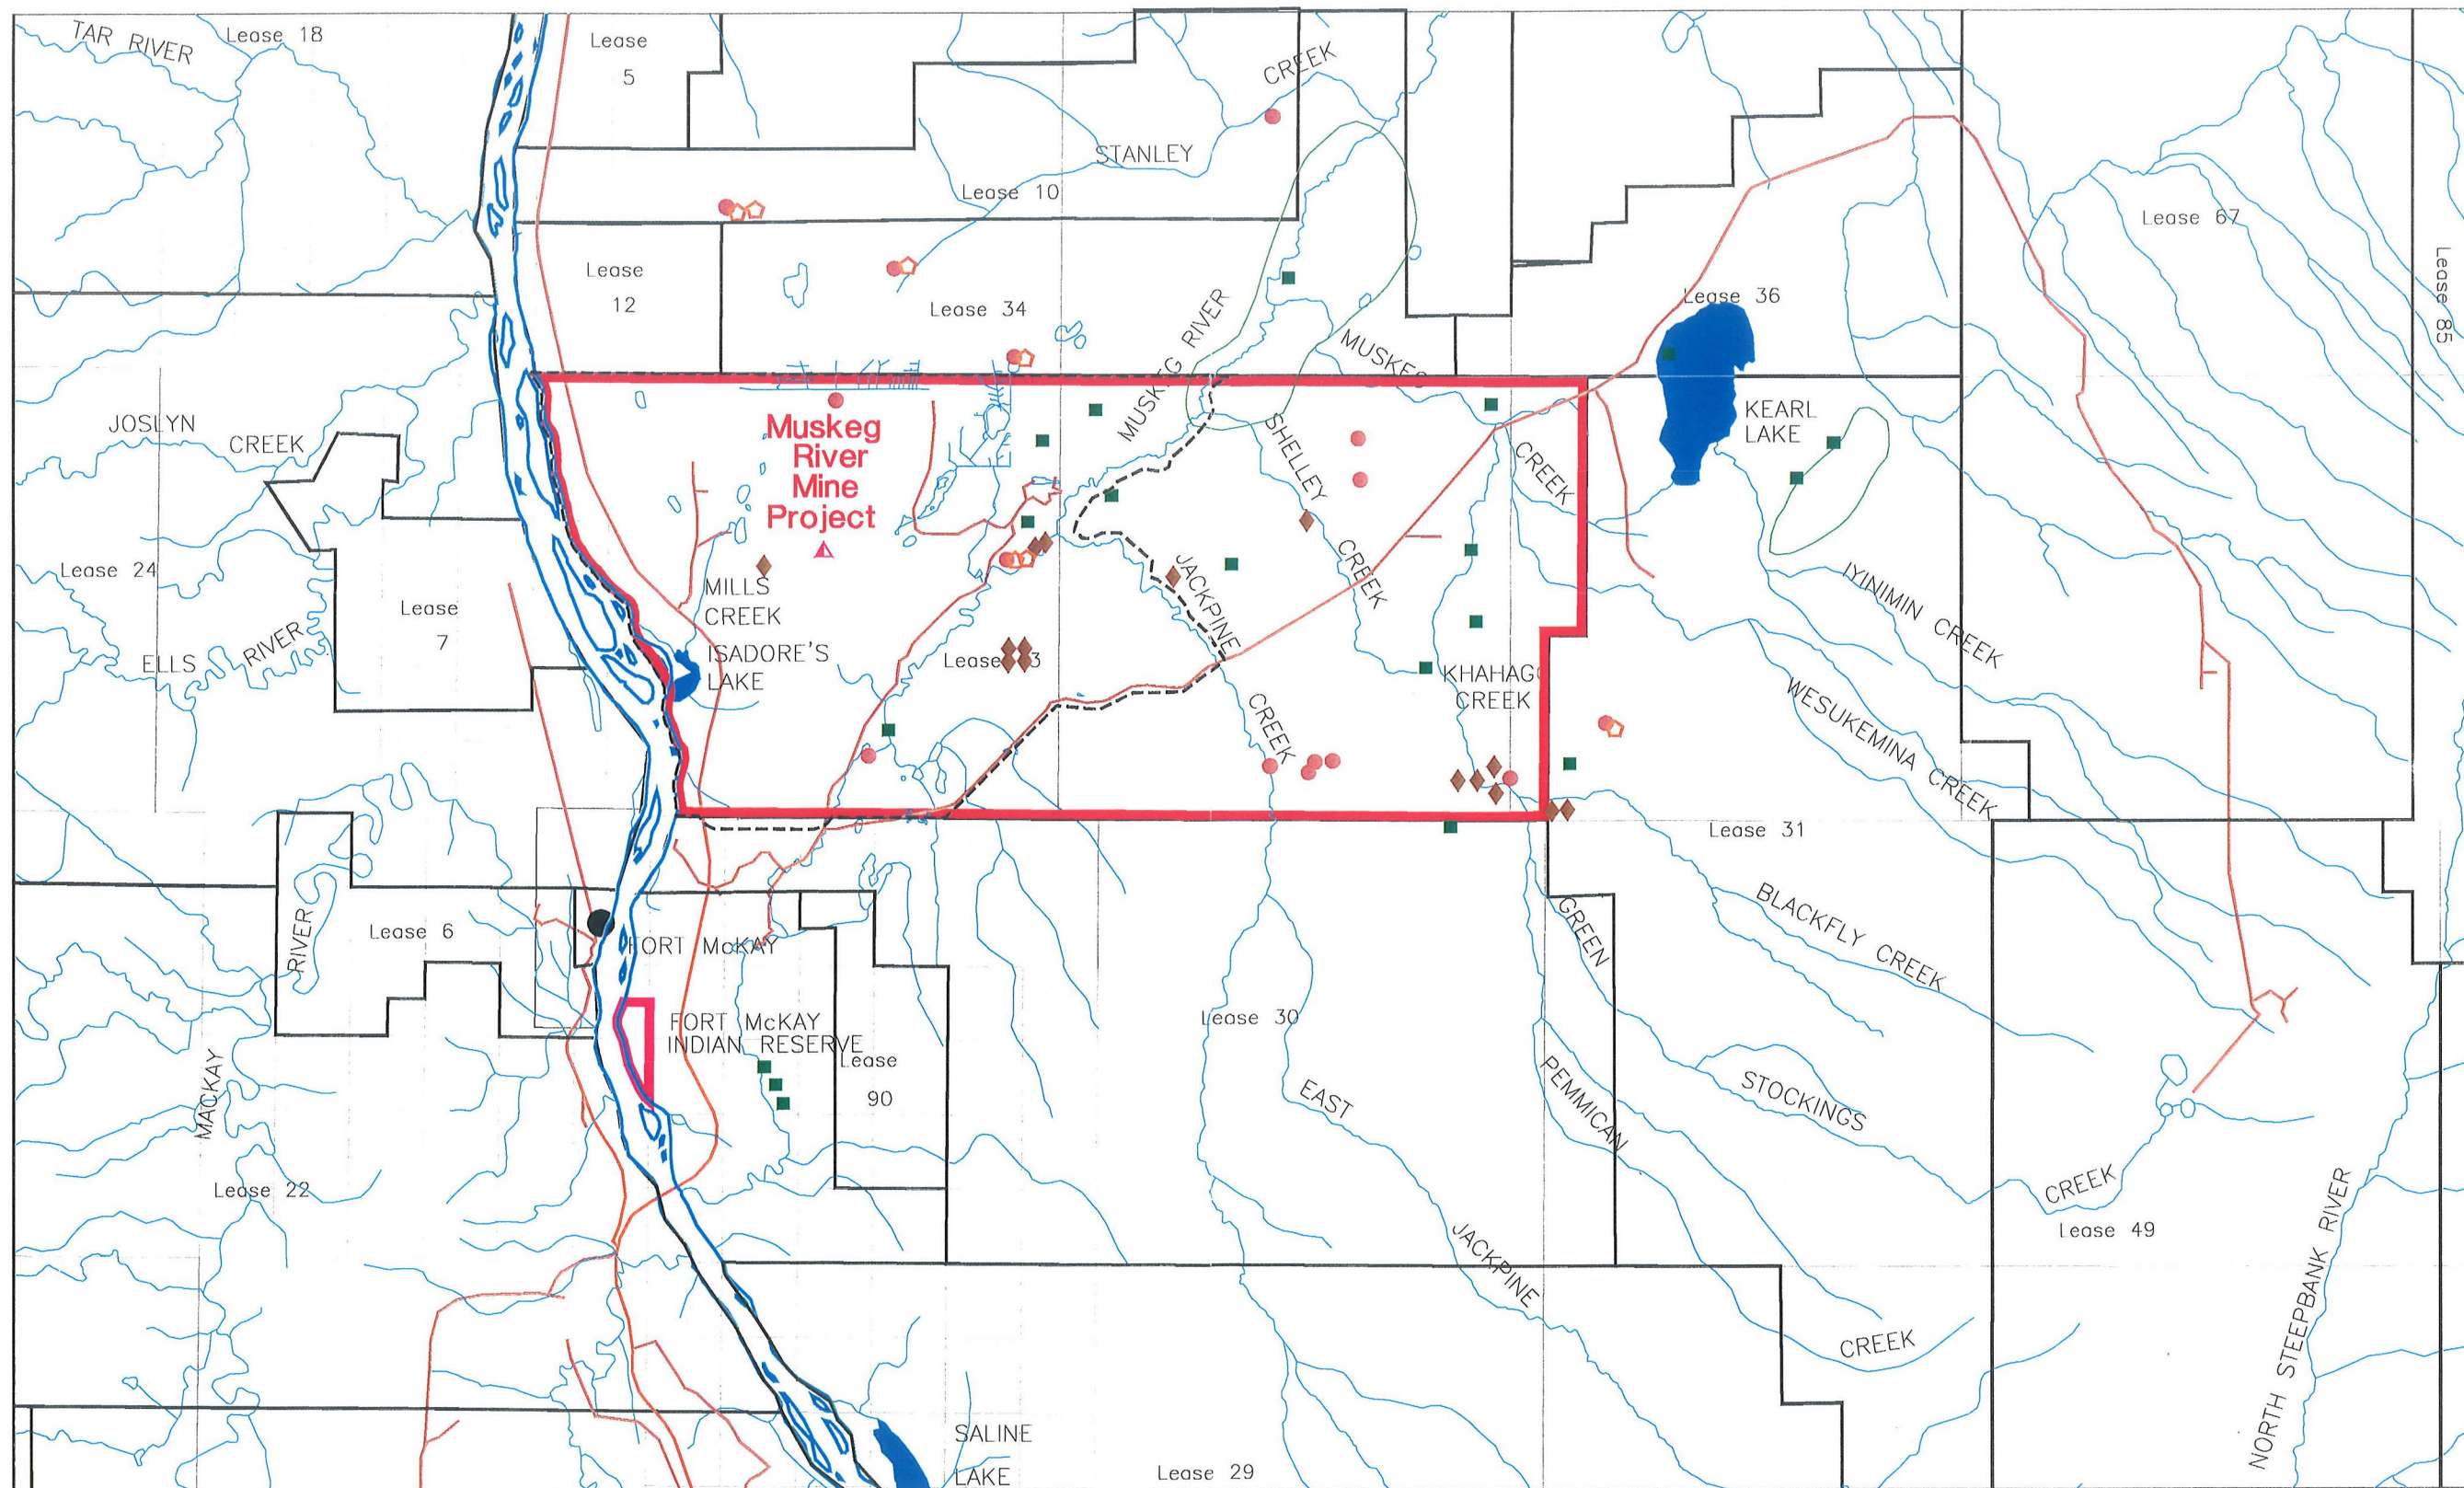 TAR RIVER
Lease 18
Lease
5
CREEK
STANLEY
Lease 10
Lease 67
Lease 85
Lease
12
Lease 34
MUSKEG RIVER
MUSKEG
Lease 36
KEARL
LAKE
JOSLYN
CREEK
Muskeg
River
Mine
Project
SHELLEY
CREEK
CREEK
JACKPINE
CREEK
Lease 24
Lease
7
ELLS RIVER
MILLS
CREEK
ISADORE'S
LAKE
Lease 3
KHAHAGO
CREEK
IYINIMIN CREEK
WESUKEMINA CREEK
Lease 31
BLACKFLY CREEK
GREEN
STOCKINGS
CREEK
Lease 6
RIVER
MACKAY
FORT McKAY
FORT McKAY
INDIAN RESERVE
Lease
90
Lease 30
EAST
JACKPINE
CREEK
PEMMICAN
Lease 22
Lease 49
NORTH STEEPBANK RIVER
SALINE
LAKE
Lease 29